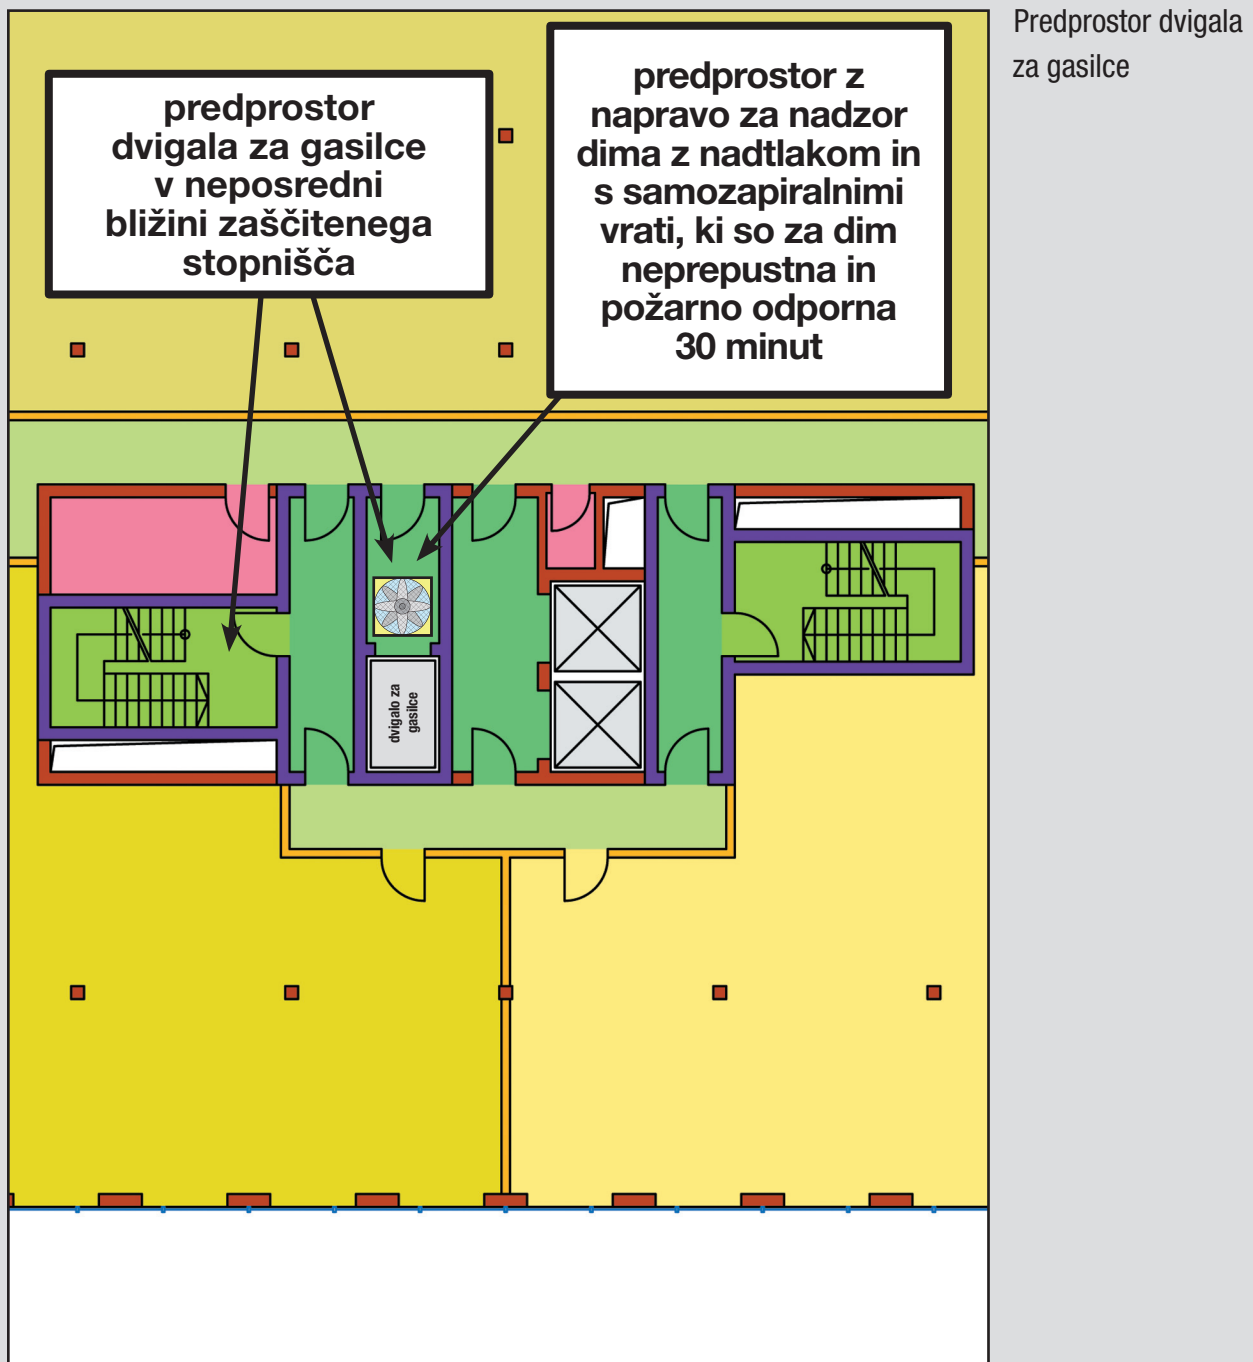 Predprostor dvigala
za gasilce
predprostor
dvigala za gasilce
v neposredni
bližini zaščitenega
stopnišča
predprostor z
napravo za nadzor
dima z nadtlakom in
s samozapiralnimi
vrati, ki so za dim
neprepustna in
požarno odporna
30 minut
dvigalo za
gasilce